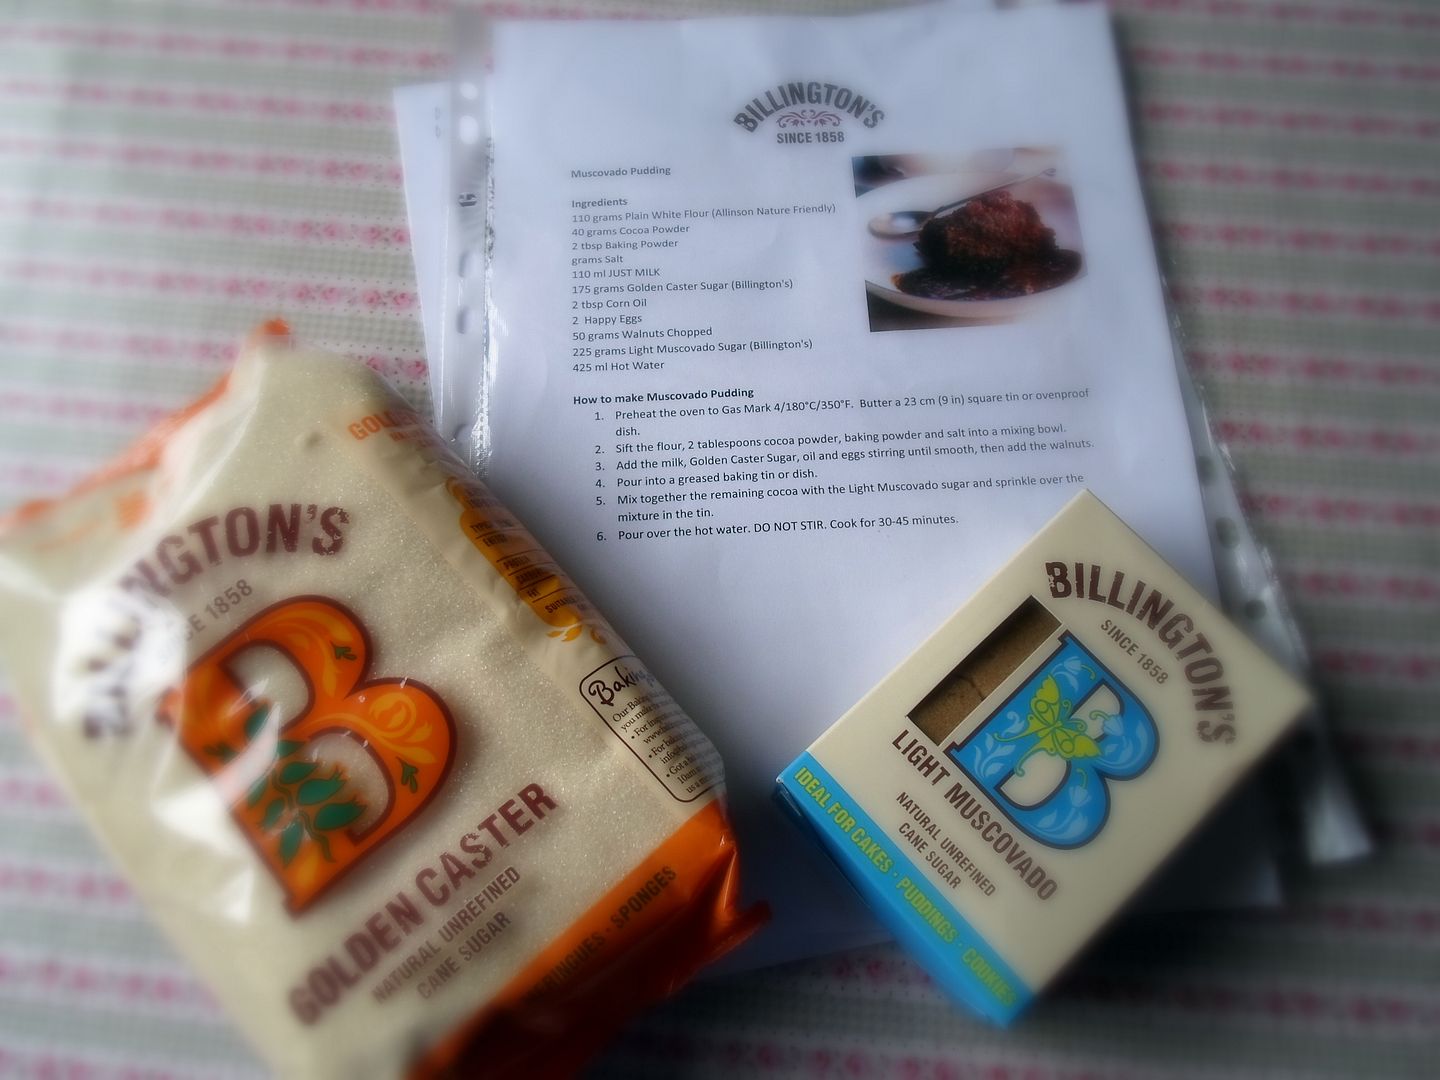 BILLINGTON'S
SINCE 1858
Muscovado Pudding
Ingredients
110 grams Plain White Flour (Allinson Nature Friendly)
40 grams Cocoa Powder
2 tbsp Baking Powder
grams Salt
110 ml JUST MILK
175 grams Golden Caster Sugar (Billington's)
2 tbsp Corn Oil
2 Happy Eggs
50 grams Walnuts Chopped
225 grams Light Muscovado Sugar (Billington's)
425 ml Hot Water
How to make Muscovado Pudding
1. Preheat the oven to Gas Mark 4/180°C/350°F. Butter a 23 cm (9 in) square tin or ovenproof
dish.
2. Sift the flour, 2 tablespoons cocoa powder, baking powder and salt into a mixing bowl.
3. Add the milk, Golden Caster Sugar, oil and eggs stirring until smooth, then add the walnuts.
4. Pour into a greased baking tin or dish.
5. Mix together the remaining cocoa with the Light Muscovado sugar and sprinkle over the
mixture in the tin.
6. Pour over the hot water. DO NOT STIR. Cook for 30-45 minutes.
BILLINGTON'S
1858
B
GOLDEN CASTER
NATURAL UNREFINED
CANE SUGAR
MERINGUES · SPONGES
Our
you
• For
• For
BILLINGTON'S
SINCE 1858
B
LIGHT MUSCOVADO
NATURAL UNREFINED
CANE SUGAR
IDEAL FOR CAKES · PUDDINGS · COOKIES